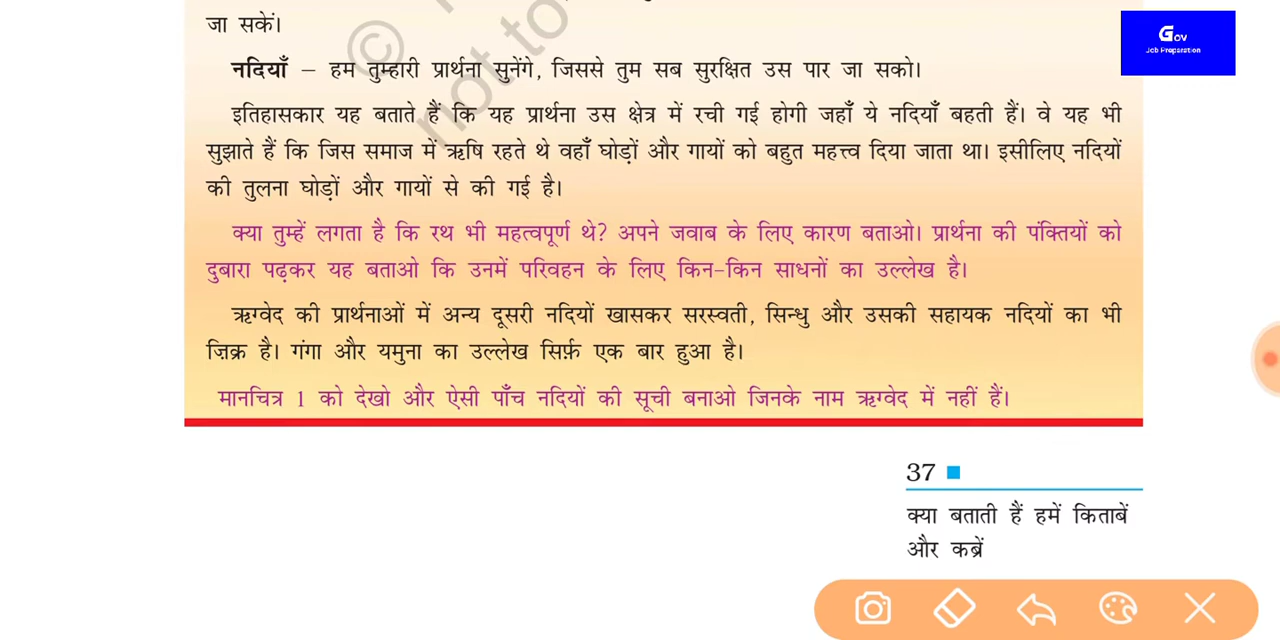 जा सकें।
Gov
Job Preparation
© n
not to
नदियाँ – हम तुम्हारी प्रार्थना सुनेंगे, जिससे तुम सब सुरक्षित उस पार जा सको।
इतिहासकार यह बताते हैं कि यह प्रार्थना उस क्षेत्र में रची गई होगी जहाँ ये नदियाँ बहती हैं। वे यह भी
सुझाते हैं कि जिस समाज में ऋषि रहते थे वहाँ घोड़ों और गायों को बहुत महत्त्व दिया जाता था। इसीलिए नदियों
की तुलना घोड़ों और गायों से की गई है।
क्या तुम्हें लगता है कि रथ भी महत्वपूर्ण थे? अपने जवाब के लिए कारण बताओ। प्रार्थना की पंक्तियों को
दुबारा पढ़कर यह बताओ कि उनमें परिवहन के लिए किन-किन साधनों का उल्लेख है।
ऋग्वेद की प्रार्थनाओं में अन्य दूसरी नदियों खासकर सरस्वती, सिन्धु और उसकी सहायक नदियों का भी
ज़िक्र है। गंगा और यमुना का उल्लेख सिर्फ़ एक बार हुआ है।
मानचित्र 1 को देखो और ऐसी पाँच नदियों की सूची बनाओ जिनके नाम ऋग्वेद में नहीं हैं।
37
क्या बताती हैं हमें किताबें
और कब्रें